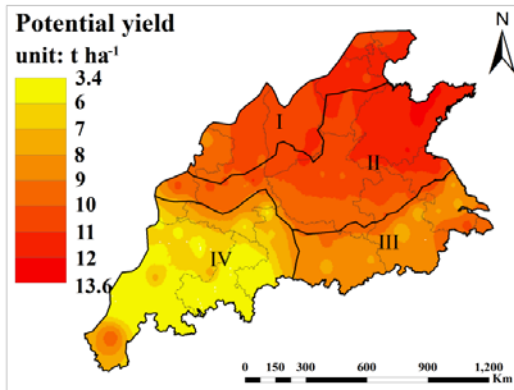 Potential yield
unit: t ha⁻¹
N
3.4
6
7
8
9
10
11
12
13.6
I
II
III
IV
0 150 300 600 900 1,200
Km